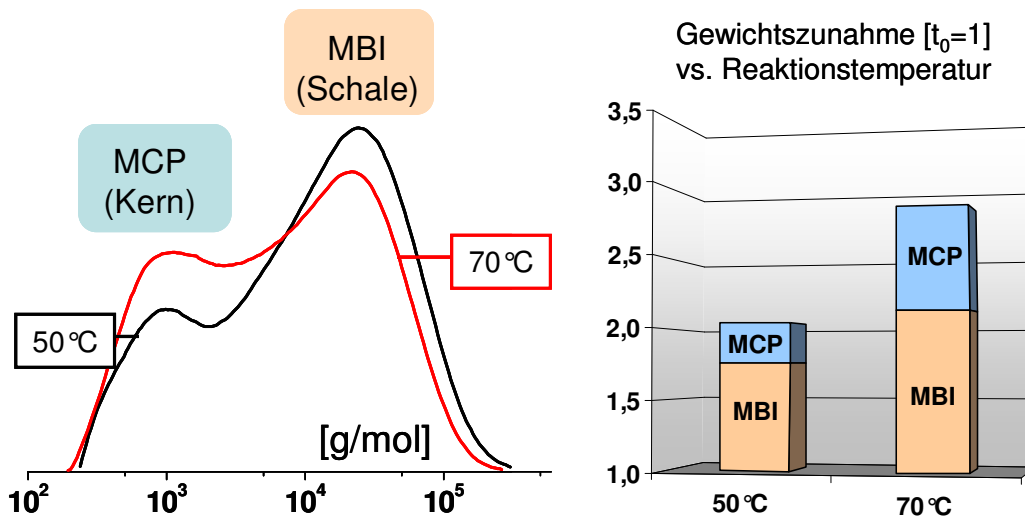 MBI
(Schale)
MCP
(Kern)
70°C
50°C
[g/mol]
10²
10³
10⁴
10⁵
Gewichtszunahme [t₀=1]
vs. Reaktionstemperatur
3,5
3,0
2,5
2,0
1,5
1,0
MCP
MBI
MCP
MBI
50°C
70°C